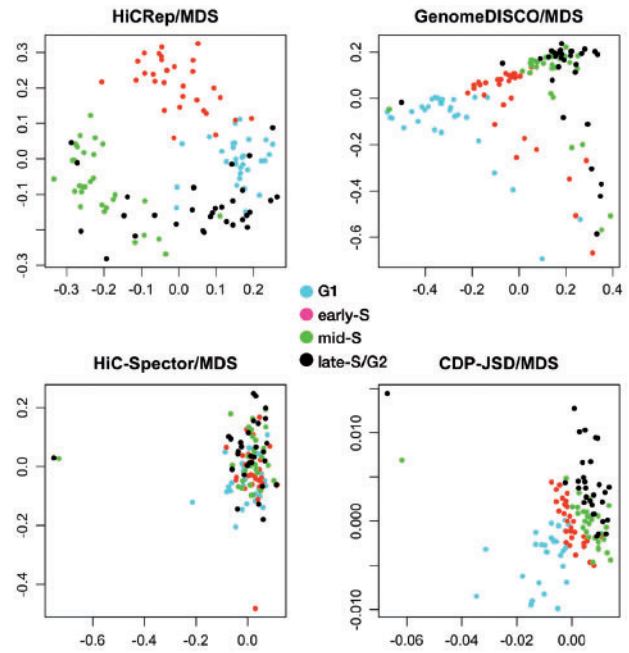 HiCRep/MDS
GenomeDISCO/MDS
0.3
0.2
0.1
0.0
-0.1
-0.3
-0.3 -0.2 -0.1 0.0 0.1 0.2
0.2
0.0
-0.2
-0.4
-0.6
-0.4 -0.2 0.0 0.2 0.4
G1
early-S
mid-S
late-S/G2
HiC-Spector/MDS
CDP-JSD/MDS
0.2
0.0
-0.2
-0.4
-0.6 -0.4 -0.2 0.0
0.010
0.000
-0.010
-0.06 -0.04 -0.02 0.00